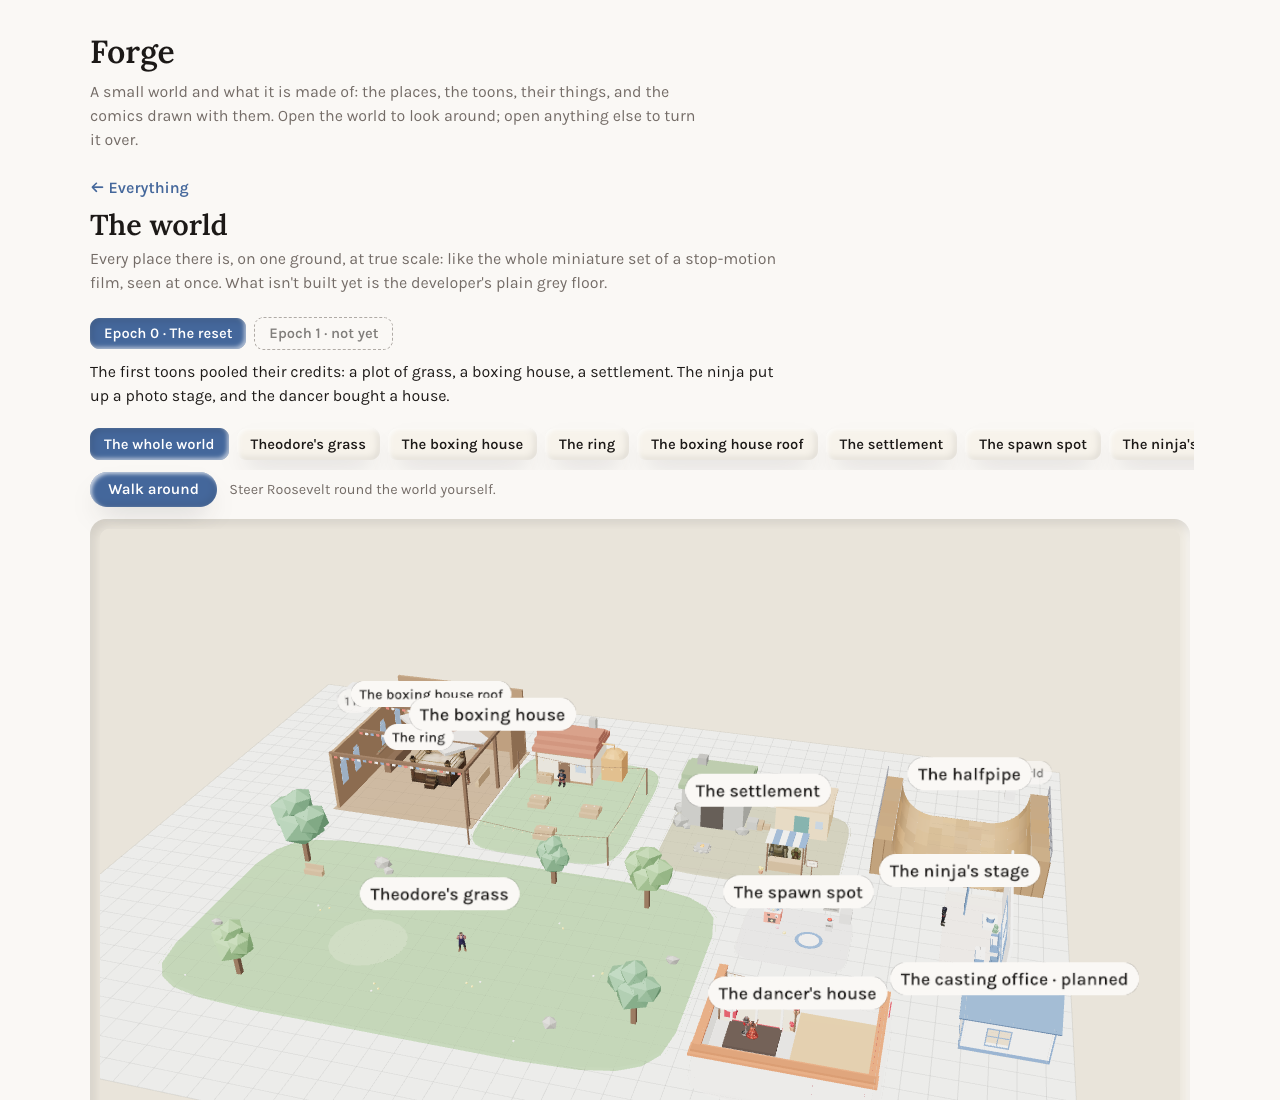 Forge
A small world and what it is made of: the places, the toons, their things, and the
comics drawn with them. Open the world to look around; open anything else to turn
it over.
← Everything
The world
Every place there is, on one ground, at true scale: like the whole miniature set of a stop-motion
film, seen at once. What isn't built yet is the developer's plain grey floor.
Epoch 0 · The reset
Epoch 1 · not yet
The first toons pooled their credits: a plot of grass, a boxing house, a settlement. The ninja put
up a photo stage, and the dancer bought a house.
The whole world
Theodore's grass
The boxing house
The ring
The boxing house roof
The settlement
The spawn spot
The ninja's
Walk around
Steer Roosevelt round the world yourself.
The boxing house roof
The boxing house
The ring
The halfpipe
The settlement
The ninja's stage
The spawn spot
Theodore's grass
The casting office · planned
The dancer's house